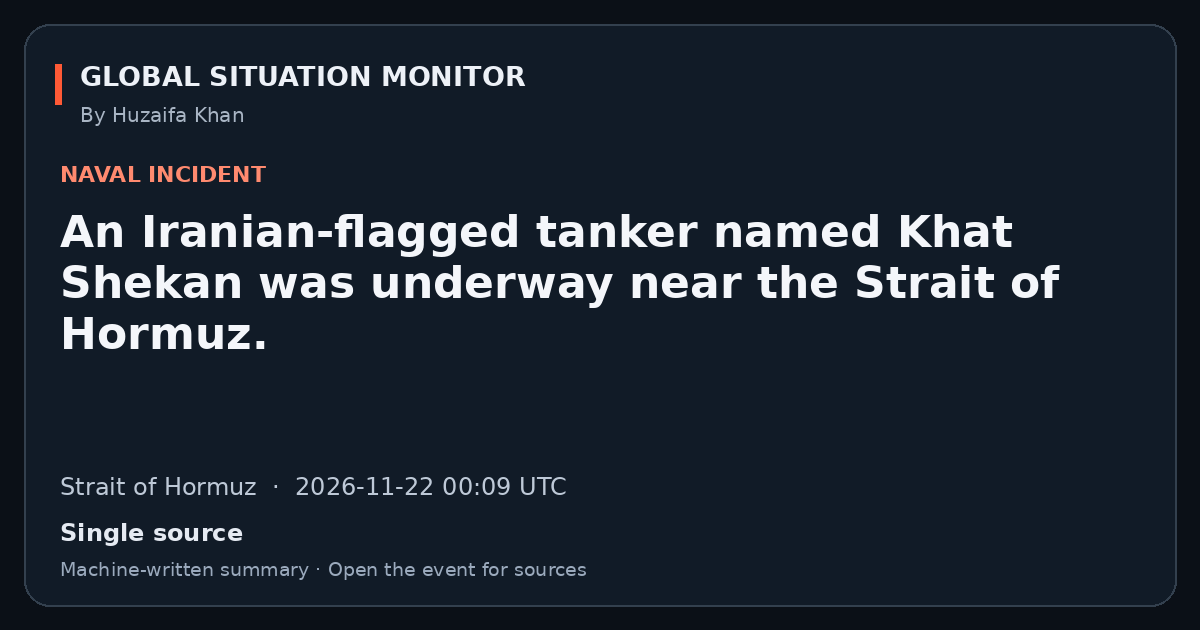 GLOBAL SITUATION MONITOR
By Huzaifa Khan
NAVAL INCIDENT
An Iranian-flagged tanker named Khat
Shekan was underway near the Strait of
Hormuz.
Strait of Hormuz · 2026-11-22 00:09 UTC
Single source
Machine-written summary · Open the event for sources